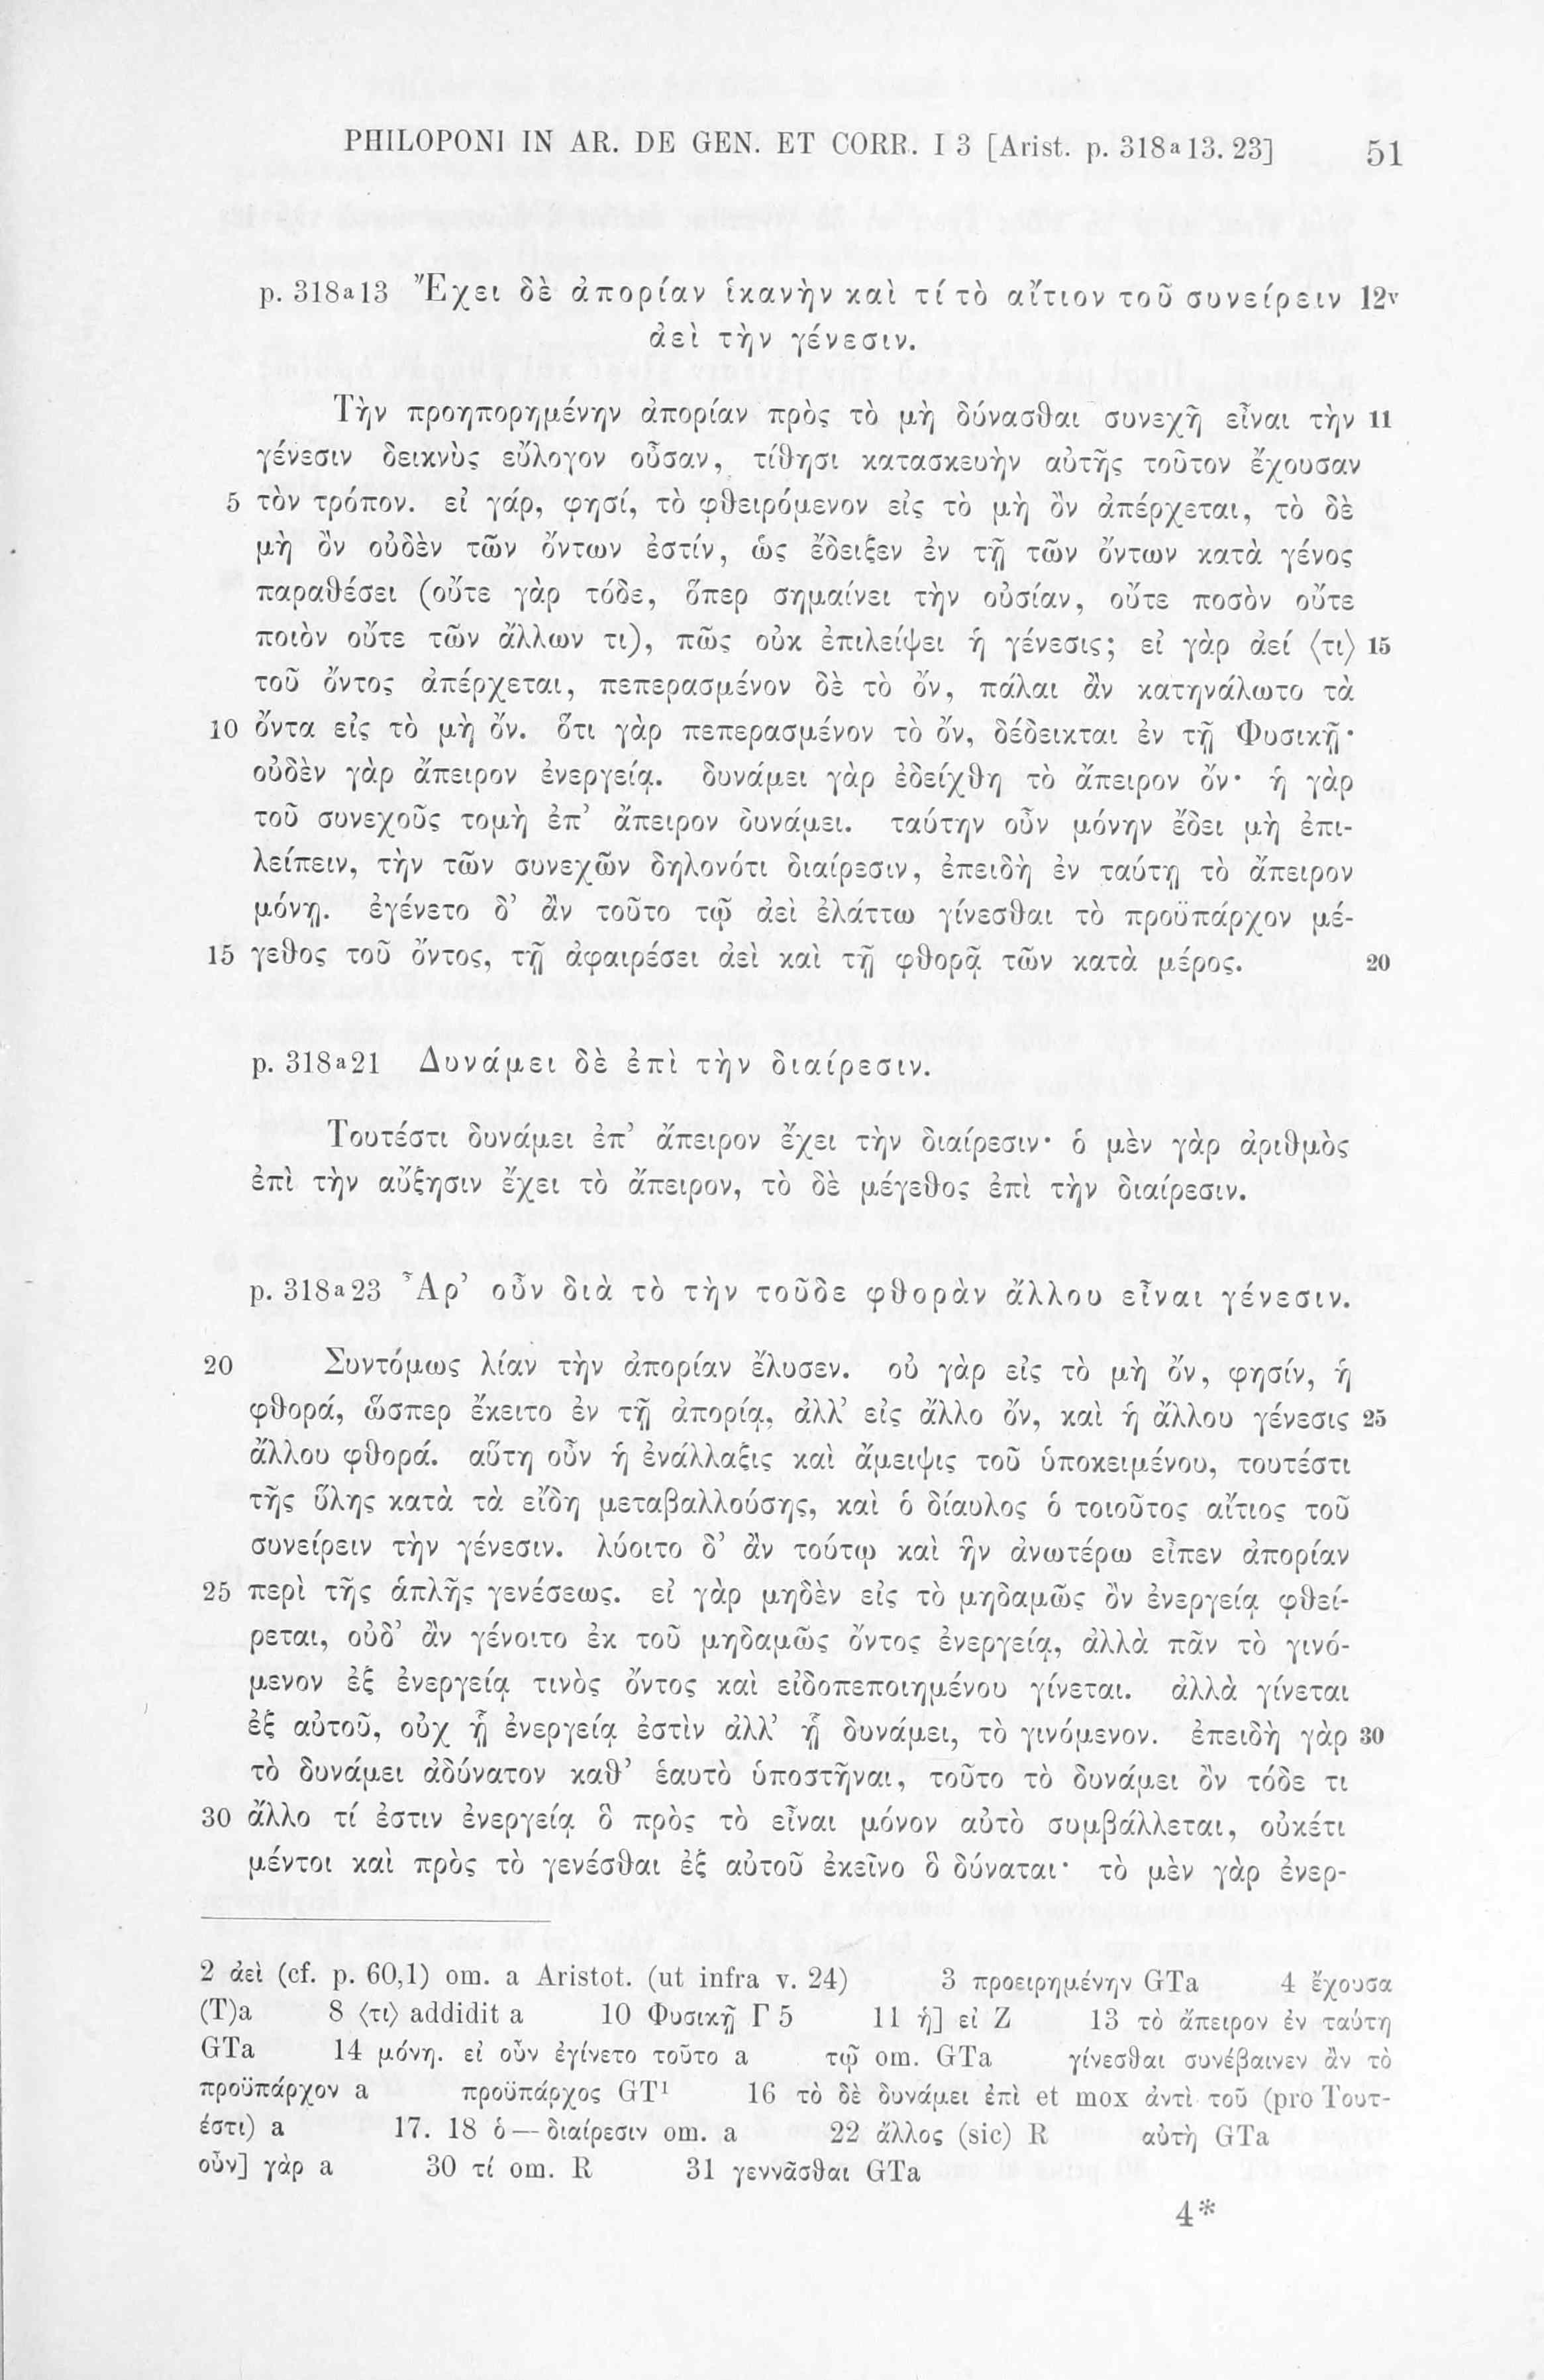 PHILOPONI IN AR. DE GEN. ET CORR. I 3 [Arist. p. 318a13. 23] 51
p. 318a13 Ἔχει δὲ ἀπορίαν ἱκανὴν καὶ τί τὸ αἴτιον τοῦ συνείρειν 12v
ἀεὶ τὴν γένεσιν.
Τὴν προηπορημένην ἀπορίαν πρὸς τὸ μὴ δύνασθαι συνεχῆ εἶναι τὴν 11
γένεσιν δεικνὺς εὔλογον οὖσαν, τίθησι κατασκευὴν αὐτῆς τοῦτον ἔχουσαν
5 τὸν τρόπον. εἰ γάρ, φησί, τὸ φθειρόμενον εἰς τὸ μὴ ὂν ἀπέρχεται, τὸ δὲ
μὴ ὂν οὐδὲν τῶν ὄντων ἐστίν, ὡς ἔδειξεν ἐν τῇ τῶν ὄντων κατὰ γένος
παραθέσει (οὔτε γὰρ τόδε, ὅπερ σημαίνει τὴν οὐσίαν, οὔτε ποσὸν οὔτε
ποιὸν οὔτε τῶν ἄλλων τι), πῶς οὐκ ἐπιλείψει ἡ γένεσις; εἰ γὰρ ἀεί ⟨τι⟩ 15
τοῦ ὄντος ἀπέρχεται, πεπερασμένον δὲ τὸ ὄν, πάλαι ἂν κατηνάλωτο τὰ
10 ὄντα εἰς τὸ μὴ ὄν. ὅτι γὰρ πεπερασμένον τὸ ὄν, δέδεικται ἐν τῇ Φυσικῇ·
οὐδὲν γὰρ ἄπειρον ἐνεργείᾳ. δυνάμει γὰρ ἐδείχθη τὸ ἄπειρον ὄν· ἡ γὰρ
τοῦ συνεχοῦς τομὴ ἐπ’ ἄπειρον δυνάμει. ταύτην οὖν μόνην ἔδει μὴ ἐπι-
λείπειν, τὴν τῶν συνεχῶν δηλονότι διαίρεσιν, ἐπειδὴ ἐν ταύτῃ τὸ ἄπειρον
μόνῃ. ἐγένετο δ’ ἂν τοῦτο τῷ ἀεὶ ἐλάττω γίνεσθαι τὸ προϋπάρχον μέ-
15 γεθος τοῦ ὄντος, τῇ ἀφαιρέσει ἀεὶ καὶ τῇ φθορᾷ τῶν κατὰ μέρος. 20
p. 318a21 Δυνάμει δὲ ἐπὶ τὴν διαίρεσιν.
Τουτέστι δυνάμει ἐπ’ ἄπειρον ἔχει τὴν διαίρεσιν· ὁ μὲν γὰρ ἀριθμὸς
ἐπὶ τὴν αὔξησιν ἔχει τὸ ἄπειρον, τὸ δὲ μέγεθος ἐπὶ τὴν διαίρεσιν.
p. 318a23 Ἆρ’ οὖν διὰ τὸ τὴν τοῦδε φθορὰν ἄλλου εἶναι γένεσιν.
20 Συντόμως λίαν τὴν ἀπορίαν ἔλυσεν. οὐ γὰρ εἰς τὸ μὴ ὄν, φησίν, ἡ
φθορά, ὥσπερ ἔκειτο ἐν τῇ ἀπορίᾳ, ἀλλ’ εἰς ἄλλο ὄν, καὶ ἡ ἄλλου γένεσις 25
ἄλλου φθορά. αὕτη οὖν ἡ ἐνάλλαξις καὶ ἄμειψις τοῦ ὑποκειμένου, τουτέστι
τῆς ὕλης κατὰ τὰ εἴδη μεταβαλλούσης, καὶ ὁ δίαυλος ὁ τοιοῦτος αἴτιος τοῦ
συνείρειν τὴν γένεσιν. λύοιτο δ’ ἂν τούτῳ καὶ ἣν ἀνωτέρω εἶπεν ἀπορίαν
25 περὶ τῆς ἁπλῆς γενέσεως. εἰ γὰρ μηδὲν εἰς τὸ μηδαμῶς ὂν ἐνεργείᾳ φθεί-
ρεται, οὐδ’ ἂν γένοιτο ἐκ τοῦ μηδαμῶς ὄντος ἐνεργείᾳ, ἀλλὰ πᾶν τὸ γινό-
μενον ἐξ ἐνεργείᾳ τινὸς ὄντος καὶ εἰδοπεποιημένου γίνεται. ἀλλὰ γίνεται
ἐξ αὐτοῦ, οὐχ ᾗ ἐνεργείᾳ ἐστὶν ἀλλ’ ᾗ δυνάμει, τὸ γινόμενον. ἐπειδὴ γὰρ 30
τὸ δυνάμει ἀδύνατον καθ’ ἑαυτὸ ὑποστῆναι, τοῦτο τὸ δυνάμει ὂν τόδε τι
30 ἄλλο τί ἐστιν ἐνεργείᾳ ὃ πρὸς τὸ εἶναι μόνον αὐτὸ συμβάλλεται, οὐκέτι
μέντοι καὶ πρὸς τὸ γενέσθαι ἐξ αὐτοῦ ἐκεῖνο ὃ δύναται· τὸ μὲν γὰρ ἐνερ-
2 ἀεὶ (cf. p. 60,1) om. a Aristot. (ut infra v. 24) 3 προειρημένην GTa 4 ἔχουσα
(T)a 8 ⟨τι⟩ addidit a 10 Φυσικῇ Γ 5 11 ἡ] εἰ Z 13 τὸ ἄπειρον ἐν ταύτῃ
GTa 14 μόνῃ. εἰ οὖν ἐγίνετο τοῦτο a τῷ om. GTa γίνεσθαι συνέβαινεν ἂν τὸ
προϋπάρχον a προϋπάρχος GT¹ 16 τὸ δὲ δυνάμει ἐπὶ et mox ἀντὶ τοῦ (pro Τουτ-
έστι) a 17. 18 ὁ — διαίρεσιν om. a 22 ἄλλος (sic) R αὐτὴ GTa
οὖν] γὰρ a 30 τί om. R 31 γεννᾶσθαι GTa
4*